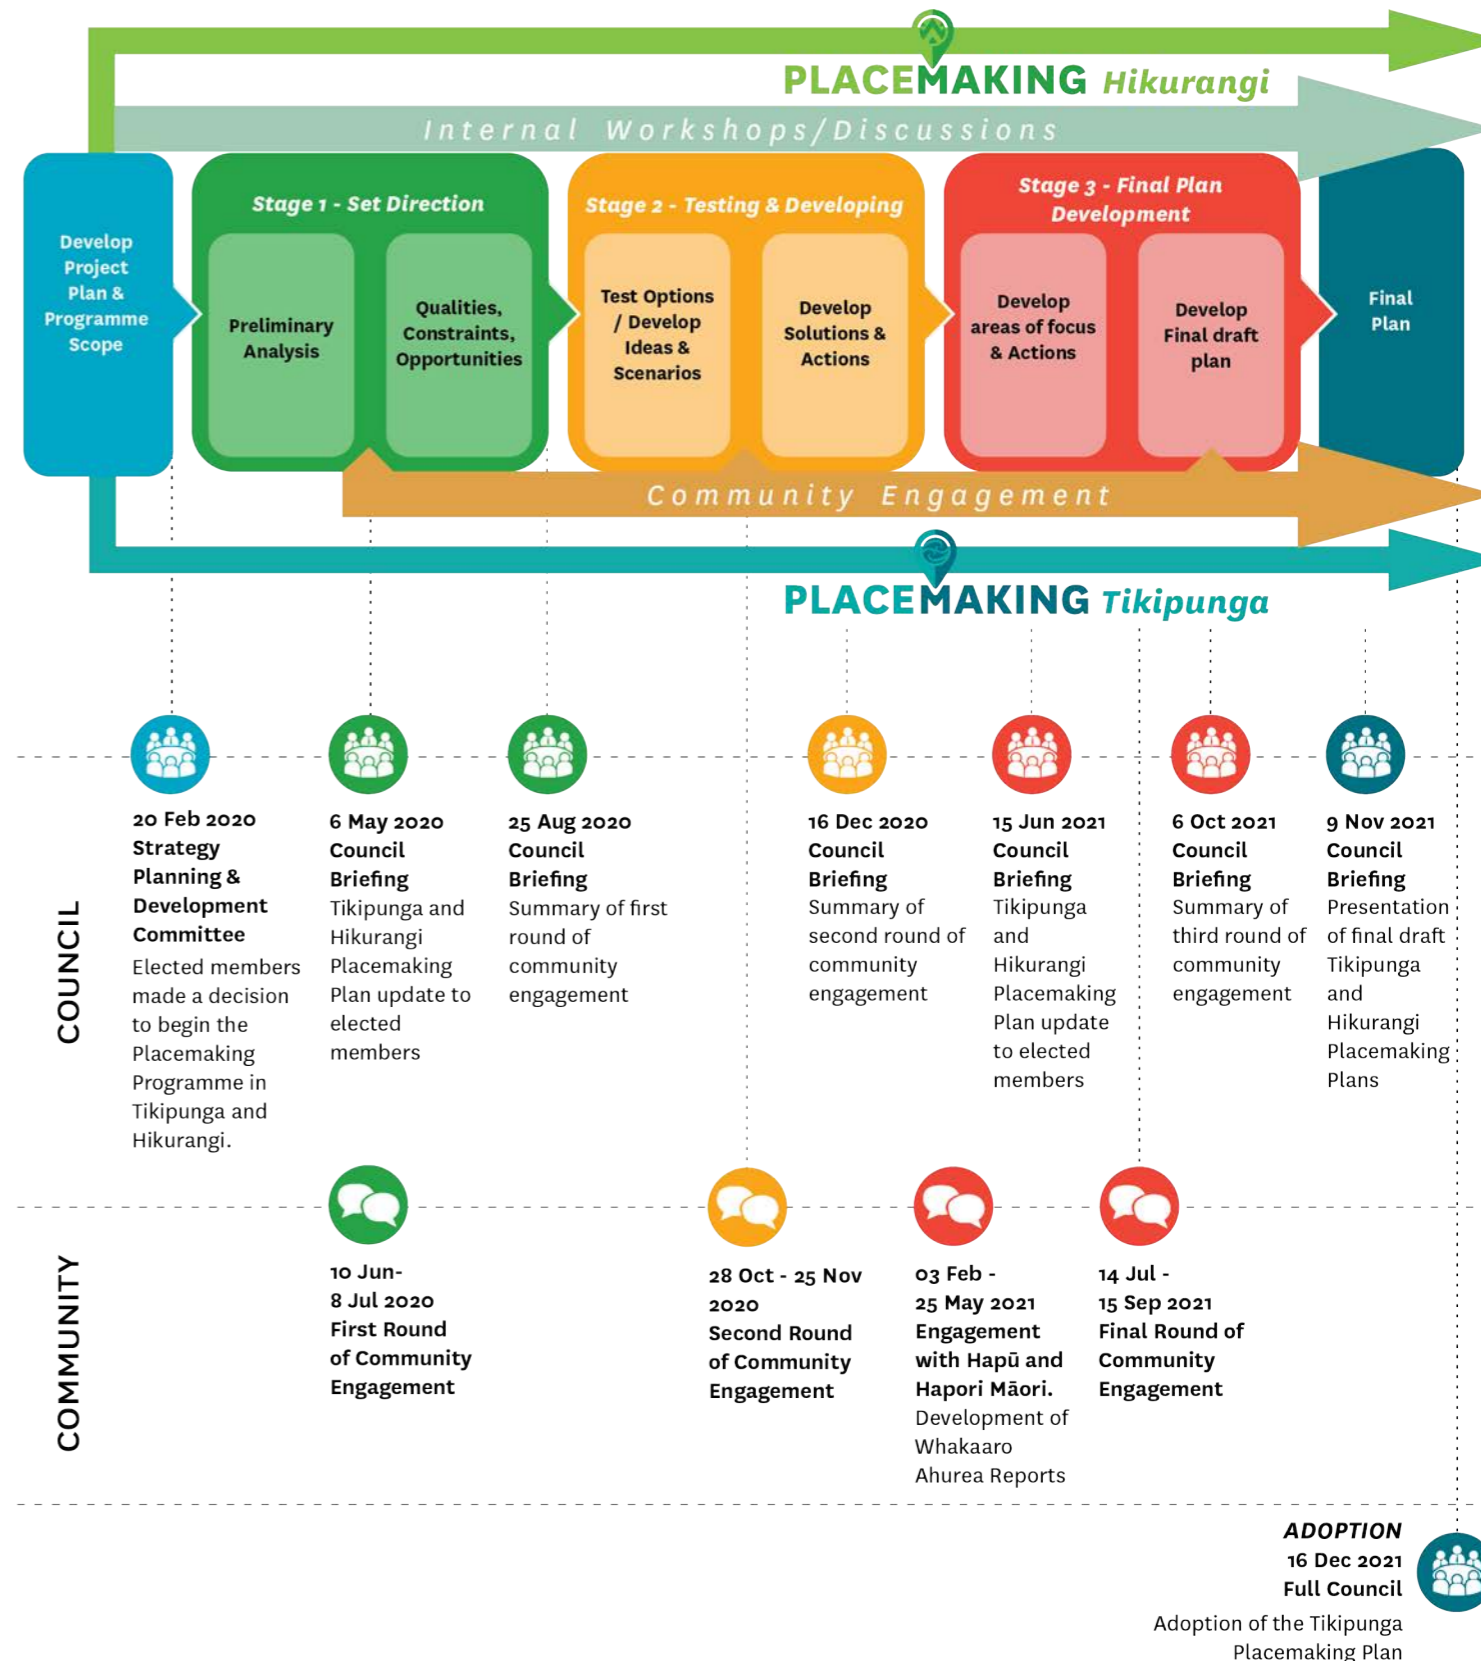 PLACEMAKING Hikurangi
Internal Workshops/Discussions
Develop
Project
Plan &
Programme
Scope
Stage 1 - Set Direction
Preliminary
Analysis
Qualities,
Constraints,
Opportunities
Stage 2 - Testing & Developing
Test Options
/ Develop
Ideas &
Scenarios
Develop
Solutions &
Actions
Stage 3 - Final Plan
Development
Develop
areas of focus
& Actions
Develop
Final draft
plan
Final
Plan
Community Engagement
PLACEMAKING Tikipunga
COUNCIL
20 Feb 2020
Strategy
Planning &
Development
Committee
Elected members
made a decision
to begin the
Placemaking
Programme in
Tikipunga and
Hikurangi.
6 May 2020
Council
Briefing
Tikipunga and
Hikurangi
Placemaking
Plan update to
elected
members
25 Aug 2020
Council
Briefing
Summary of first
round of
community
engagement
16 Dec 2020
Council
Briefing
Summary of
second round of
community
engagement
15 Jun 2021
Council
Briefing
Tikipunga
and
Hikurangi
Placemaking
Plan update
to elected
members
6 Oct 2021
Council
Briefing
Summary of
third round of
community
engagement
9 Nov 2021
Council
Briefing
Presentation
of final draft
Tikipunga
and
Hikurangi
Placemaking
Plans
COMMUNITY
10 Jun-
8 Jul 2020
First Round
of Community
Engagement
28 Oct - 25 Nov
2020
Second Round
of Community
Engagement
03 Feb -
25 May 2021
Engagement
with Hapū and
Hapori Māori.
Development of
Whakaaro
Ahurea Reports
14 Jul -
15 Sep 2021
Final Round of
Community
Engagement
ADOPTION
16 Dec 2021
Full Council
Adoption of the Tikipunga
Placemaking Plan